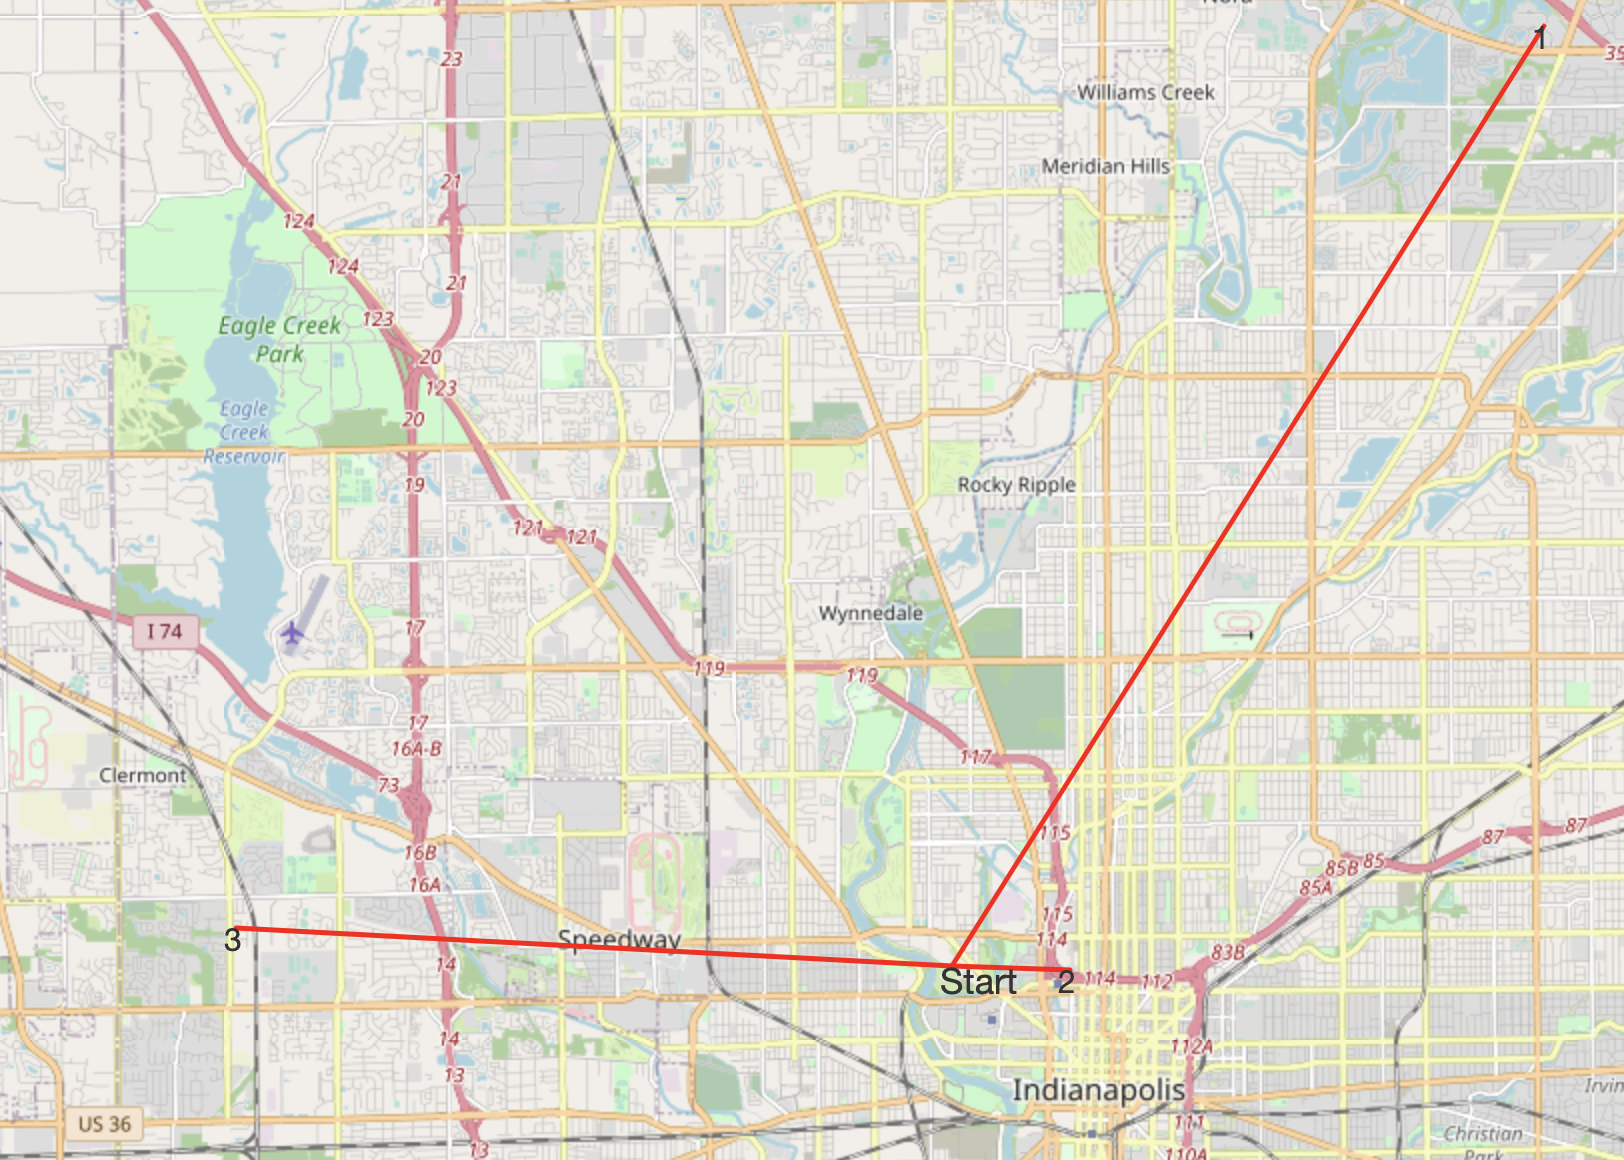 Nora
23
1
35
Williams Creek
Meridian Hills
21
124
124
21
123
Eagle Creek
Park
20
123
Eagle
Creek
Reservoir
20
19
Rocky Ripple
121
121
Wynnedale
17
I 74
119
119
17
16A-B
117
Clermont
73
115
16B
87
87
85B
85
85A
16A
115
3
Speedway
114
83B
14
Start
2
114
112
14
112A
13
Indianapolis
Irvin
US 36
111
Christian
Park
13
110A